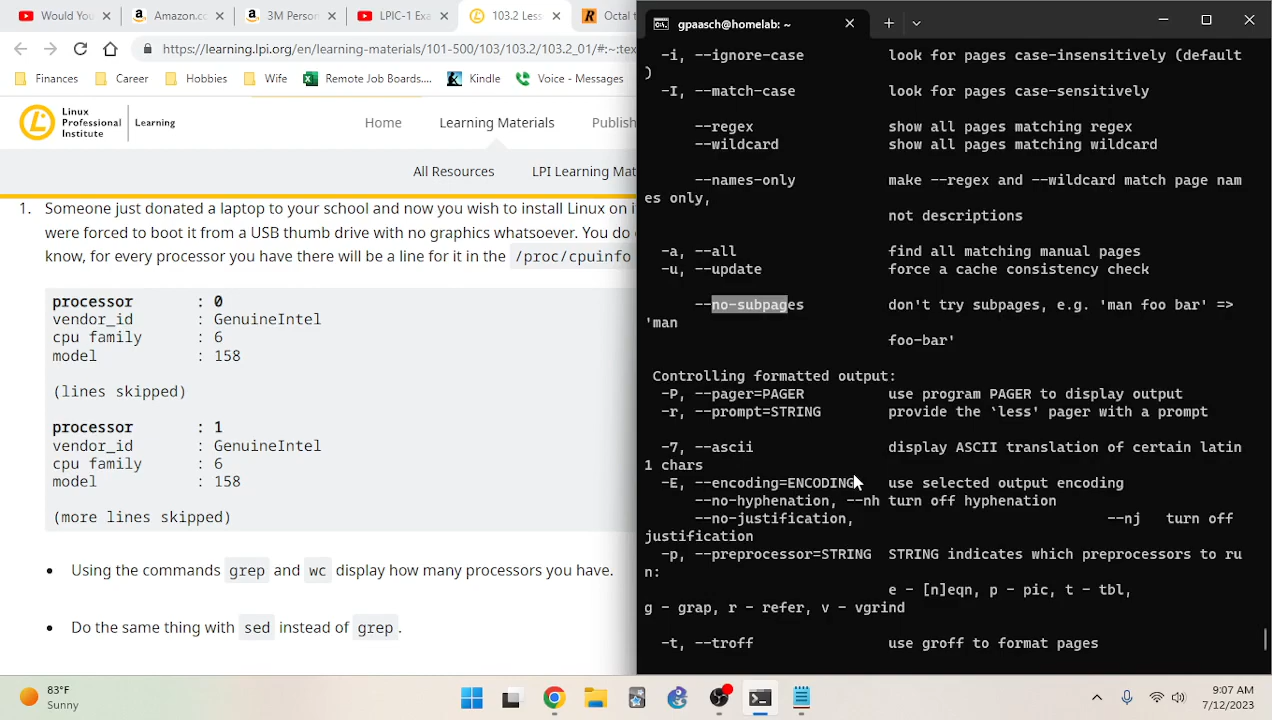 Would You
Amazon.co
3M Person
LPIC-1 Exa
103.2 Less
Octal t
https://learning.lpi.org/en/learning-materials/101-500/103/103.2/103.2_01/#:~:tex
Finances
Career
Hobbies
Wife
Remote Job Boards....
Kindle
Voice - Messages
Linux
Professional
Institute
Learning
Home
Learning Materials
Publish
All Resources
LPI Learning Mat
1. Someone just donated a laptop to your school and now you wish to install Linux on i
were forced to boot it from a USB thumb drive with no graphics whatsoever. You do
know, for every processor you have there will be a line for it in the /proc/cpuinfo
processor : 0
vendor_id : GenuineIntel
cpu family : 6
model : 158
(lines skipped)
processor : 1
vendor_id : GenuineIntel
cpu family : 6
model : 158
(more lines skipped)
• Using the commands grep and wc display how many processors you have.
• Do the same thing with sed instead of grep.
gpaasch@homelab: ~
-i, --ignore-case look for pages case-insensitively (default
)
-I, --match-case look for pages case-sensitively
--regex show all pages matching regex
--wildcard show all pages matching wildcard
--names-only make --regex and --wildcard match page nam
es only,
not descriptions
-a, --all find all matching manual pages
-u, --update force a cache consistency check
--no-subpages don't try subpages, e.g. 'man foo bar' =>
'man
foo-bar'
Controlling formatted output:
-P, --pager=PAGER use program PAGER to display output
-r, --prompt=STRING provide the `less' pager with a prompt
-7, --ascii display ASCII translation of certain latin
1 chars
-E, --encoding=ENCODING use selected output encoding
--no-hyphenation, --nh turn off hyphenation
--no-justification, --nj turn off
justification
-p, --preprocessor=STRING STRING indicates which preprocessors to ru
n:
e - [n]eqn, p - pic, t - tbl,
g - grap, r - refer, v - vgrind
-t, --troff use groff to format pages
83°F
Sunny
9:07 AM
7/12/2023